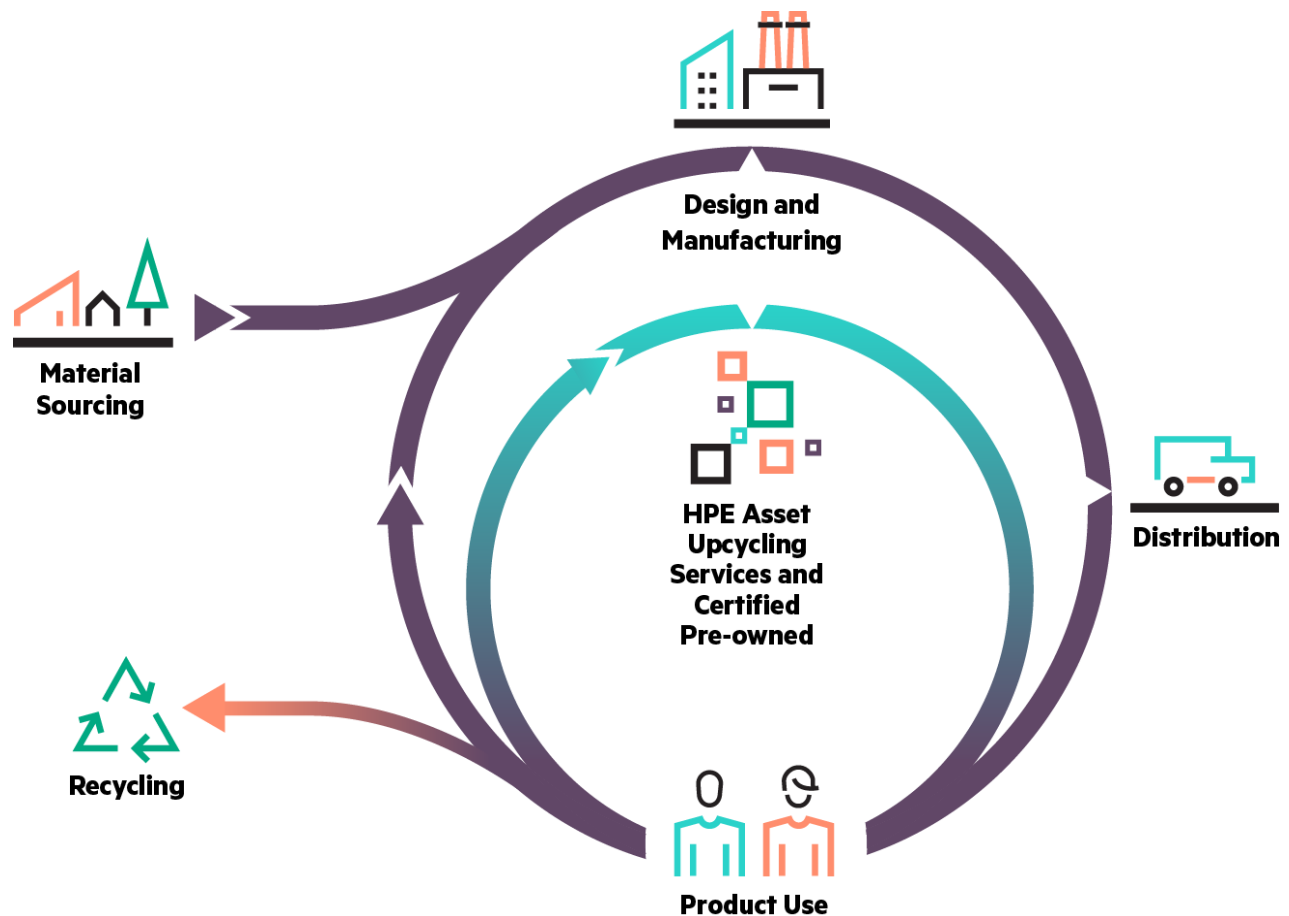 Design and
Manufacturing
Material
Sourcing
HPE Asset
Upcycling
Services and
Certified
Pre-owned
Distribution
Recycling
Product Use